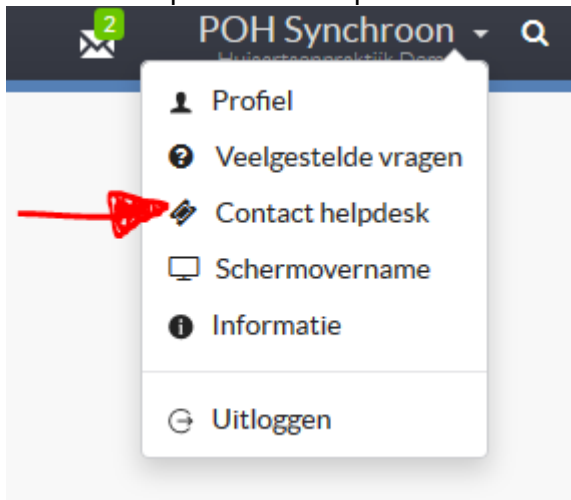 2
POH Synchroon
Profiel
Veelgestelde vragen
Contact helpdesk
Schermovername
Informatie
Uitloggen